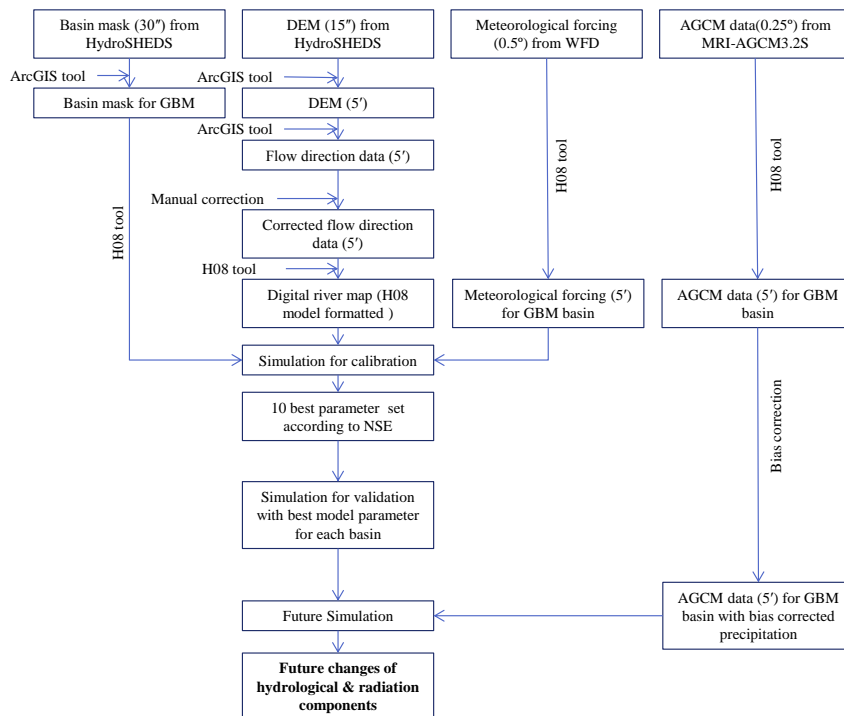 Basin mask (30″) from
HydroSHEDS
DEM (15″) from
HydroSHEDS
Meteorological forcing
(0.5º) from WFD
AGCM data(0.25º) from
MRI-AGCM3.2S
ArcGIS tool
ArcGIS tool
Basin mask for GBM
DEM (5′)
ArcGIS tool
Flow direction data (5′)
Manual correction
Corrected flow direction
data (5′)
H08 tool
H08 tool
H08 tool
H08 tool
Digital river map (H08
model formatted )
Meteorological forcing (5′)
for GBM basin
AGCM data (5′) for GBM
basin
Simulation for calibration
10 best parameter set
according to NSE
Bias correction
Simulation for validation
with best model parameter
for each basin
Future Simulation
AGCM data (5′) for GBM
basin with bias corrected
precipitation
Future changes of
hydrological & radiation
components